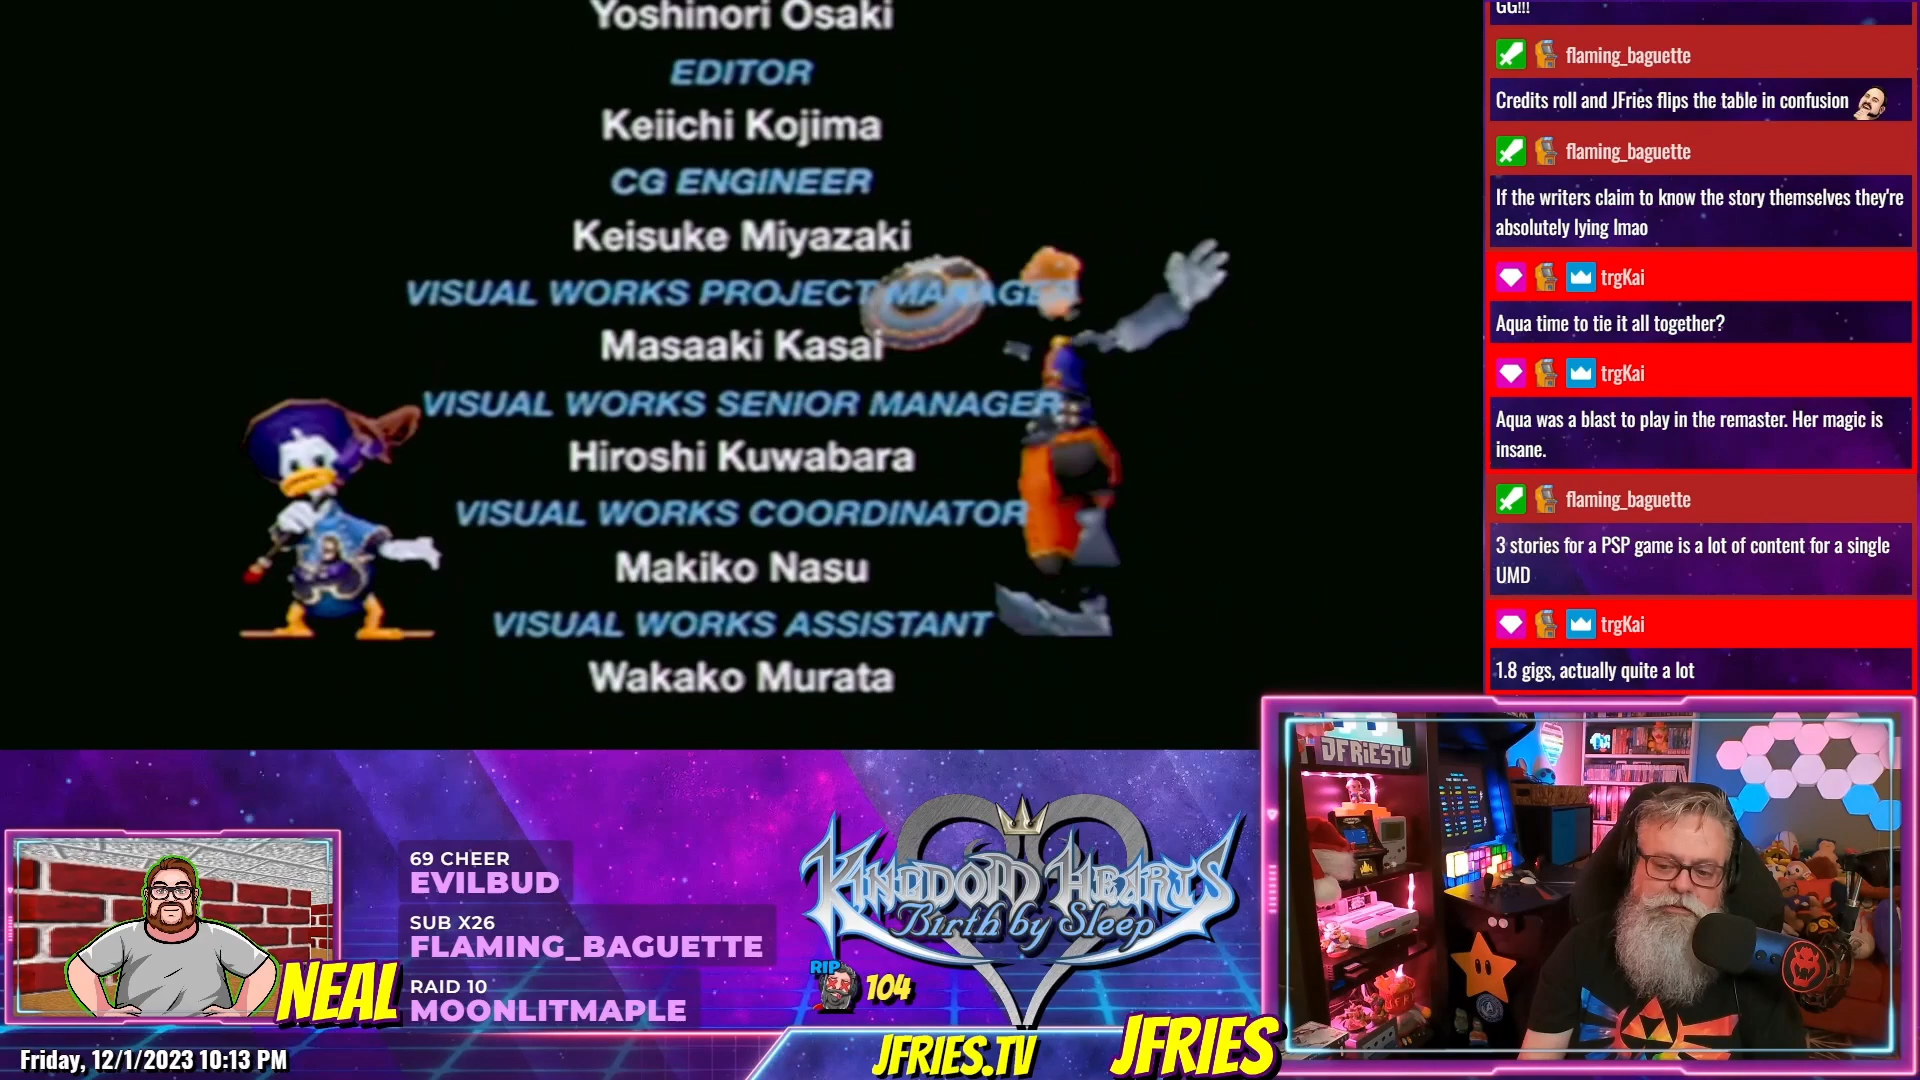 Yoshinori Osaki
EDITOR
Keiichi Kojima
CG ENGINEER
Keisuke Miyazaki
VISUAL WORKS PROJECT MANAGER
Masaaki Kasai
VISUAL WORKS SENIOR MANAGER
Hiroshi Kuwabara
VISUAL WORKS COORDINATOR
Makiko Nasu
VISUAL WORKS ASSISTANT
Wakako Murata
GG!!!
flaming_baguette
Credits roll and JFries flips the table in confusion
flaming_baguette
If the writers claim to know the story themselves they're
absolutely lying lmao
trgKai
Aqua time to tie it all together?
trgKai
Aqua was a blast to play in the remaster. Her magic is
insane.
flaming_baguette
3 stories for a PSP game is a lot of content for a single
UMD
trgKai
1.8 gigs, actually quite a lot
JFRIESTV
NEAL
69 CHEER
EVILBUD
SUB X26
FLAMING_BAGUETTE
RAID 10
MOONLITMAPLE
KINGDOM HEARTS
Birth by Sleep
RIP
104
JFRIES.TV
JFRIES
Friday, 12/1/2023 10:13 PM